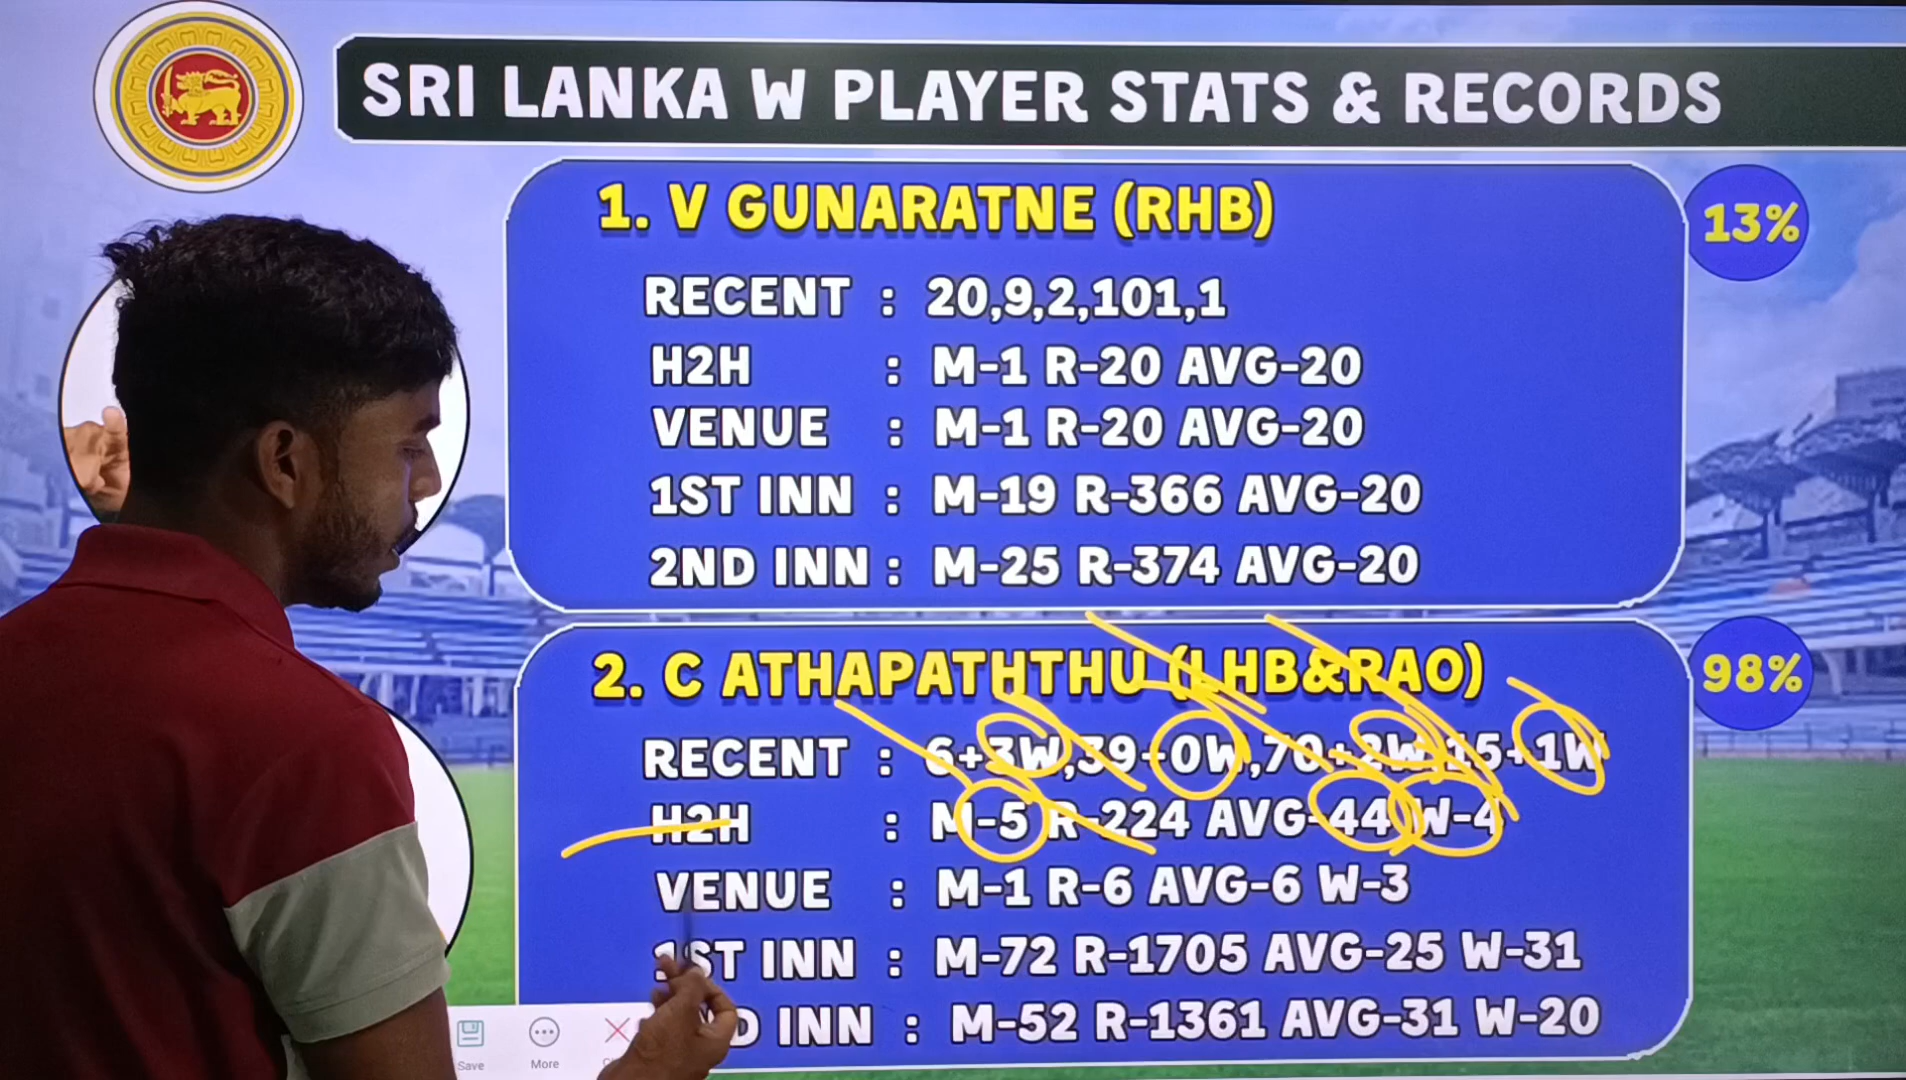 SRI LANKA W PLAYER STATS & RECORDS
1. V GUNARATNE (RHB)
13%
RECENT : 20,9,2,101,1
H2H : M-1 R-20 AVG-20
VENUE : M-1 R-20 AVG-20
1ST INN : M-19 R-366 AVG-20
2ND INN : M-25 R-374 AVG-20
2. C ATHAPATHTHU (LHB&RAO)
98%
RECENT : 6+3W,39+0W,70+2W,15+1W
H2H : M-5 R-224 AVG-44 W-4
VENUE : M-1 R-6 AVG-6 W-3
1ST INN : M-72 R-1705 AVG-25 W-31
INN : M-52 R-1361 AVG-31 W-20
Save
More